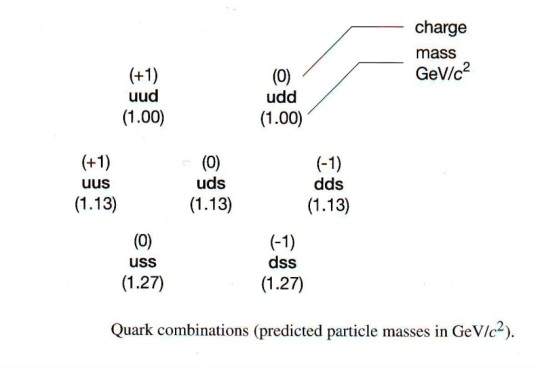 charge
mass
GeV/c²
(+1) (0)
uud udd
(1.00) (1.00)
(+1) (0) (-1)
uus uds dds
(1.13) (1.13) (1.13)
(0) (-1)
uss dss
(1.27) (1.27)
Quark combinations (predicted particle masses in GeV/c²).